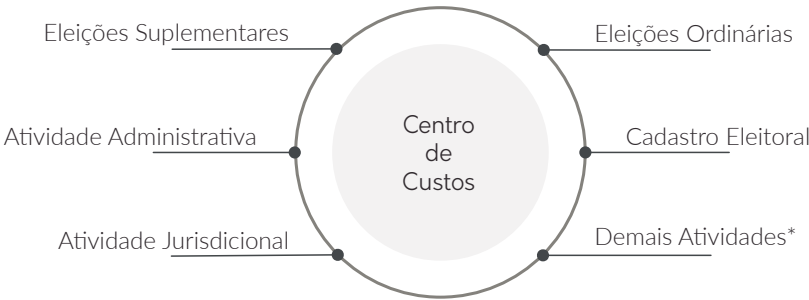 Eleições Suplementares
Eleições Ordinárias
Atividade Administrativa
Centro
de
Custos
Cadastro Eleitoral
Atividade Jurisdicional
Demais Atividades*